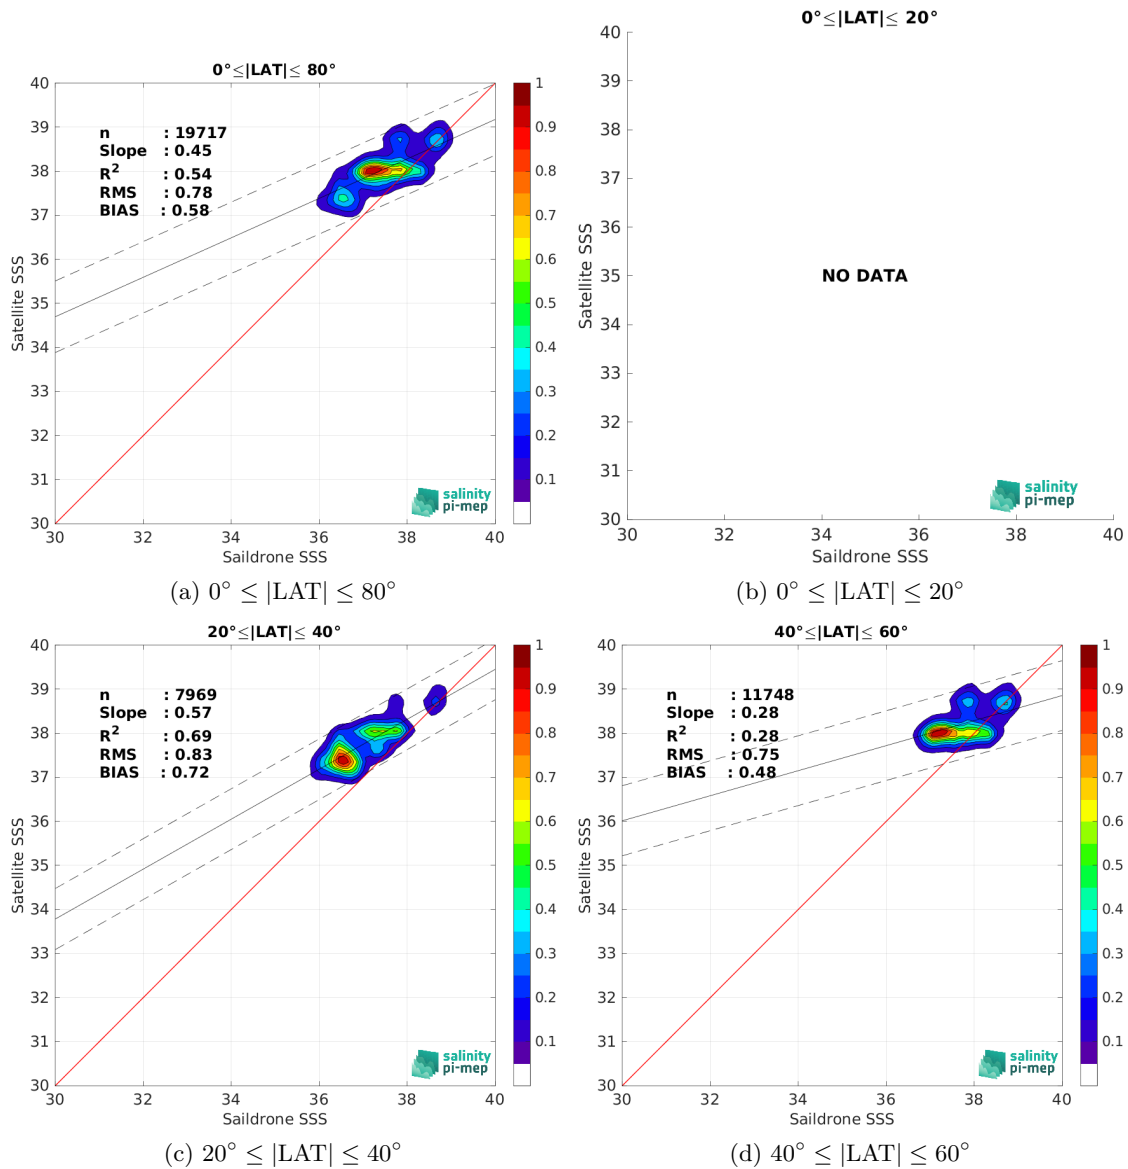 0°≤|LAT|≤ 80°
40
39
38
37
36
35
34
33
32
31
30
Satellite SSS
n : 19717
Slope : 0.45
R² : 0.54
RMS : 0.78
BIAS : 0.58
salinity
pi-mep
30 32 34 36 38 40
Saildrone SSS
1
0.9
0.8
0.7
0.6
0.5
0.4
0.3
0.2
0.1
(a) 0° ≤ |LAT| ≤ 80°
0°≤|LAT|≤ 20°
40
39
38
37
36
35
34
33
32
31
30
Satellite SSS
NO DATA
salinity
pi-mep
30 32 34 36 38 40
Saildrone SSS
(b) 0° ≤ |LAT| ≤ 20°
20°≤|LAT|≤ 40°
40
39
38
37
36
35
34
33
32
31
30
Satellite SSS
n : 7969
Slope : 0.57
R² : 0.69
RMS : 0.83
BIAS : 0.72
salinity
pi-mep
30 32 34 36 38 40
Saildrone SSS
1
0.9
0.8
0.7
0.6
0.5
0.4
0.3
0.2
0.1
(c) 20° ≤ |LAT| ≤ 40°
40°≤|LAT|≤ 60°
40
39
38
37
36
35
34
33
32
31
30
Satellite SSS
n : 11748
Slope : 0.28
R² : 0.28
RMS : 0.75
BIAS : 0.48
salinity
pi-mep
30 32 34 36 38 40
Saildrone SSS
1
0.9
0.8
0.7
0.6
0.5
0.4
0.3
0.2
0.1
(d) 40° ≤ |LAT| ≤ 60°